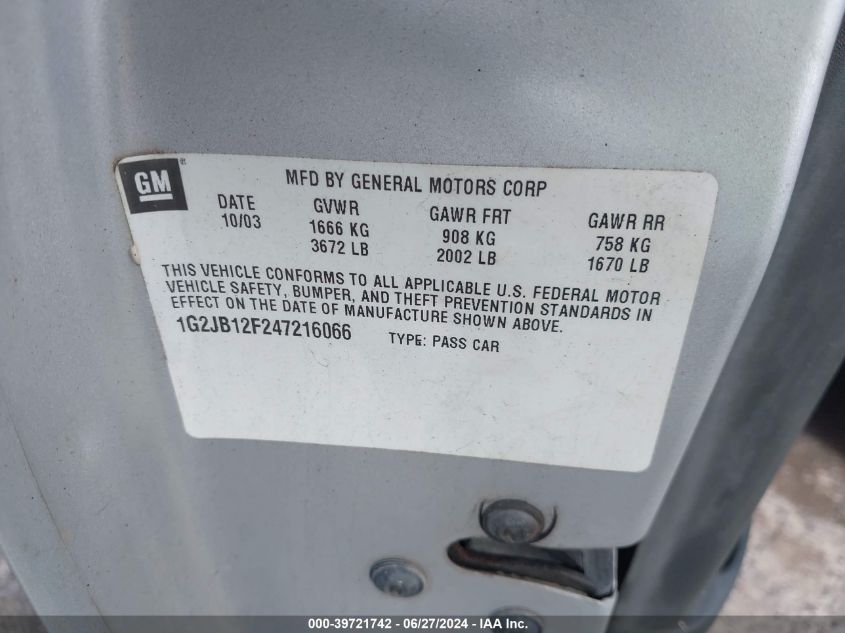 GM
MFD BY GENERAL MOTORS CORP
DATE GVWR GAWR FRT GAWR RR
10/03 1666 KG 908 KG 758 KG
3672 LB 2002 LB 1670 LB
THIS VEHICLE CONFORMS TO ALL APPLICABLE U.S. FEDERAL MOTOR
VEHICLE SAFETY, BUMPER, AND THEFT PREVENTION STANDARDS IN
EFFECT ON THE DATE OF MANUFACTURE SHOWN ABOVE.
1G2JB12F247216066 TYPE: PASS CAR
000-39721742 - 06/27/2024 - IAA Inc.